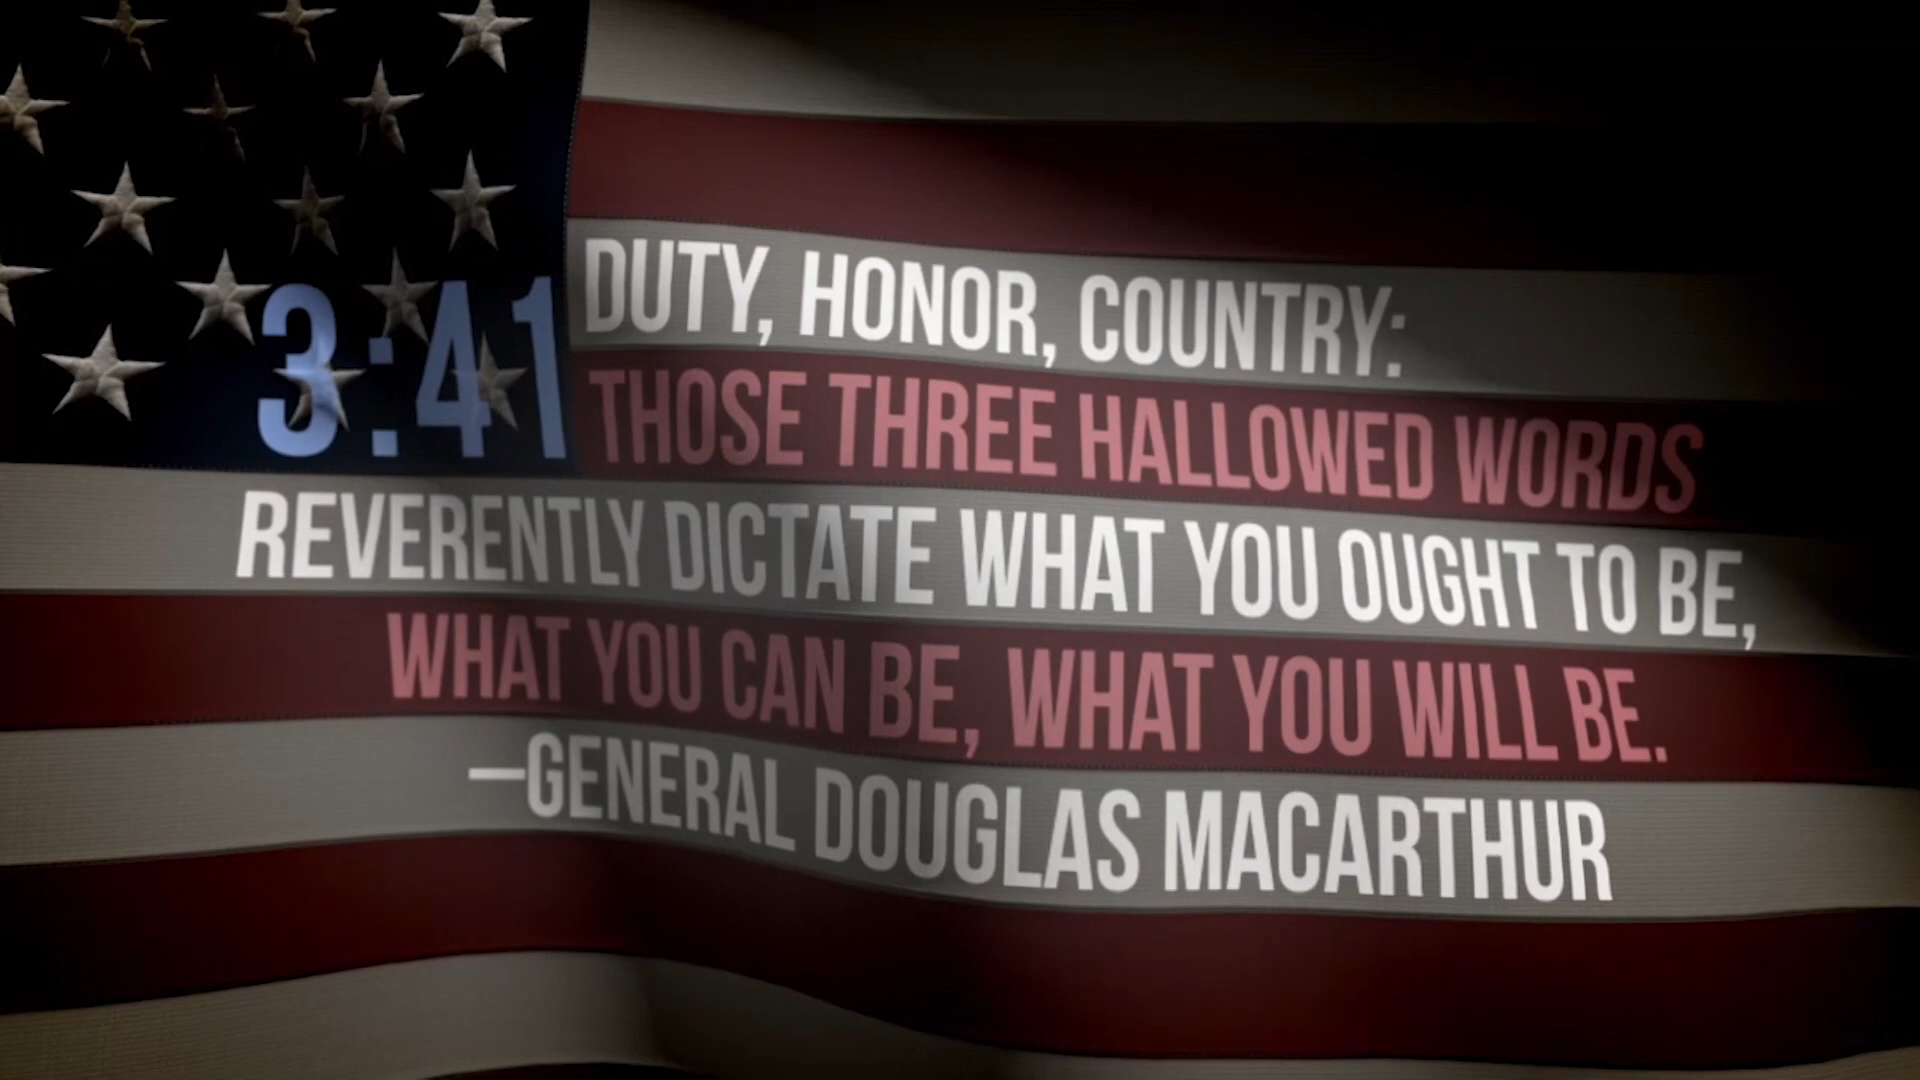 3:41
DUTY, HONOR, COUNTRY:
THOSE THREE HALLOWED WORDS
REVERENTLY DICTATE WHAT YOU OUGHT TO BE,
WHAT YOU CAN BE, WHAT YOU WILL BE.
—GENERAL DOUGLAS MACARTHUR